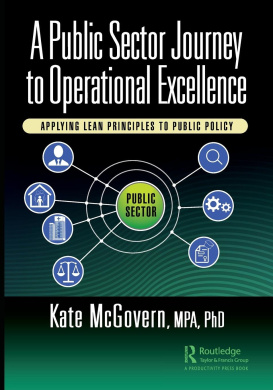 A Public Sector Journey
to Operational Excellence
APPLYING LEAN PRINCIPLES TO PUBLIC POLICY
PUBLIC
SECTOR
Kate McGovern, MPA, PhD
Routledge
Taylor & Francis Group
A PRODUCTIVITY PRESS BOOK